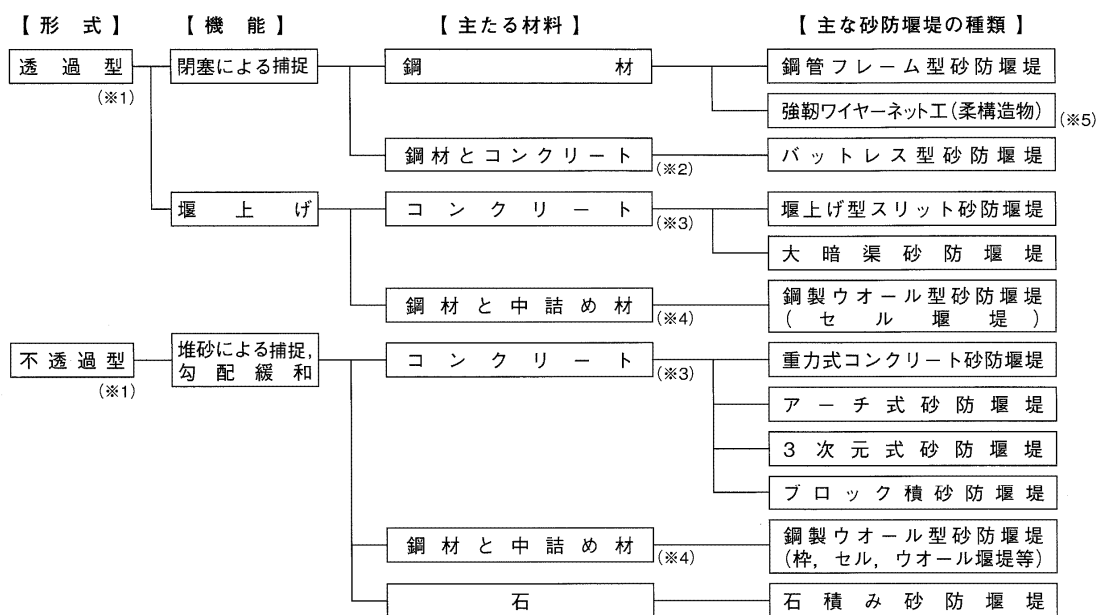 【形 式】 【機 能】 【主たる材料】 【主な砂防堰堤の種類】
透過型 閉塞による捕捉 鋼材 鋼管フレーム型砂防堰堤
(※1)
強靭ワイヤーネット工(柔構造物) (※5)
鋼材とコンクリート (※2) バットレス型砂防堰堤
堰上げ コンクリート (※3) 堰上げ型スリット砂防堰堤
大暗渠砂防堰堤
鋼材と中詰め材 (※4) 鋼製ウオール型砂防堰堤
(セル堰堤)
不透過型 堆砂による捕捉, コンクリート (※3) 重力式コンクリート砂防堰堤
(※1) 勾配緩和
アーチ式砂防堰堤
3次元式砂防堰堤
ブロック積砂防堰堤
鋼材と中詰め材 (※4) 鋼製ウオール型砂防堰堤
(枠, セル, ウオール堰堤等)
石 石積み砂防堰堤